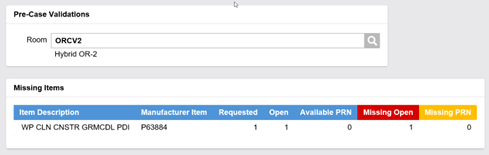 Pre-Case Validations
Room ORCV2
Hybrid OR-2
Missing Items
Item Description Manufacturer Item Requested Open Available PRN Missing Open Missing PRN
WP CLN CNSTR GRMCDL PDI P63884 1 1 0 1 0